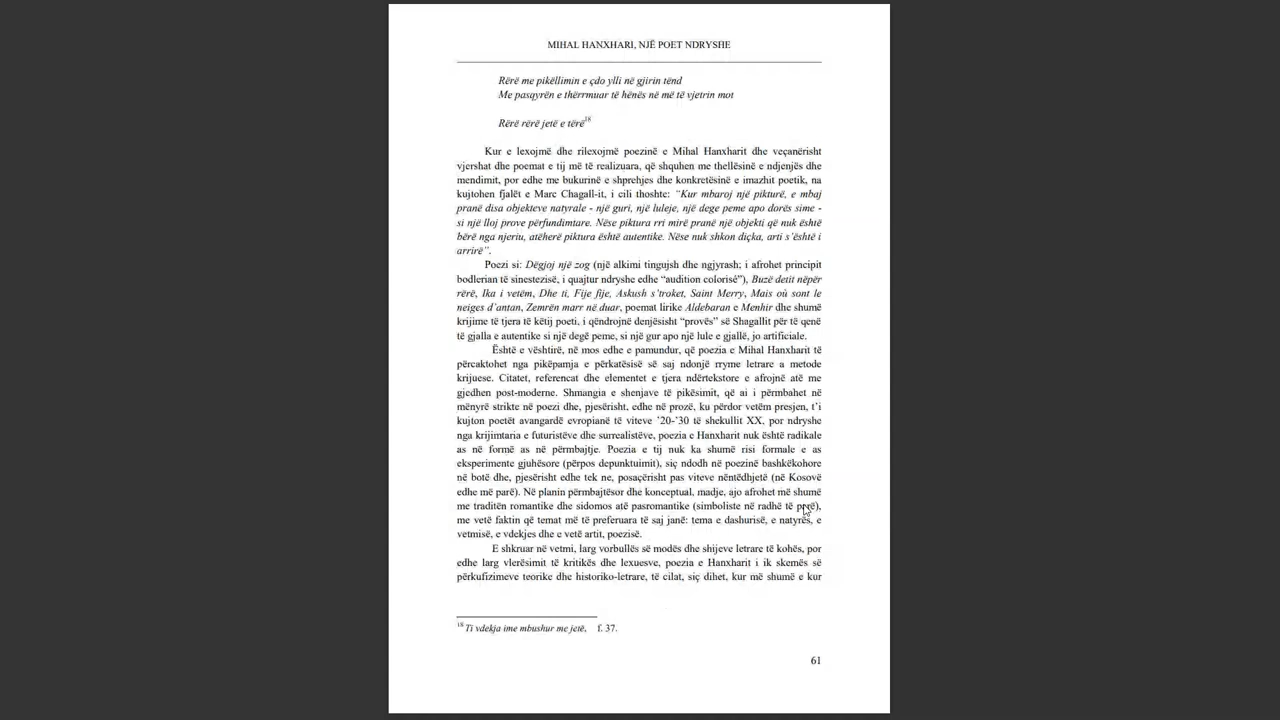 MIHAL HANXHARI, NJË POET NDRYSHE
Rërë me pikëllimin e çdo ylli në gjirin tënd
Me pasqyrën e thërrmuar të hënës në më të vjetrin mot
Rërë rërë jetë e tërë18
Kur e lexojmë dhe rilexojmë poezinë e Mihal Hanxharit dhe veçanërisht
vjershat dhe poemat e tij më të realizuara, që shquhen me thellësinë e ndjenjës dhe
mendimit, por edhe me bukurinë e shprehjes dhe konkretësinë e imazhit poetik, na
kujtohen fjalët e Marc Chagall-it, i cili thoshte: “Kur mbaroj një pikturë, e mbaj
pranë disa objekteve natyrale - një guri, një luleje, një dege peme apo dorës sime -
si një lloj prove përfundimtare. Nëse piktura rri mirë pranë një objekti që nuk është
bërë nga njeriu, atëherë piktura është autentike. Nëse nuk shkon diçka, arti s’është i
arrirë”.
Poezi si: Dëgjoj një zog (një alkimi tingujsh dhe ngjyrash; i afrohet principit
bodlerian të sinestezisë, i quajtur ndryshe edhe “audition colorisé”), Buzë detit nëpër
rërë, Ika i vetëm, Dhe ti, Fije fije, Askush s’troket, Saint Merry, Mais où sont le
neiges d’antan, Zemrën marr në duar, poemat lirike Aldebaran e Menhir dhe shumë
krijime të tjera të këtij poeti, i qëndrojnë denjësisht “provës” së Shagallit për të qenë
të gjalla e autentike si një degë peme, si një gur apo një lule e gjallë, jo artificiale.
Është e vështirë, në mos edhe e pamundur, që poezia e Mihal Hanxharit të
përcaktohet nga pikëpamja e përkatësisë së saj ndonjë rryme letrare a metode
krijuese. Citatet, referencat dhe elementet e tjera ndërtekstore e afrojnë atë me
gjedhen post-moderne. Shmangia e shenjave të pikësimit, që ai i përmbahet në
mënyrë strikte në poezi dhe, pjesërisht, edhe në prozë, ku përdor vetëm presjen, t’i
kujton poetët avangardë evropianë të viteve ’20-’30 të shekullit XX, por ndryshe
nga krijimtaria e futuristëve dhe surrealistëve, poezia e Hanxharit nuk është radikale
as në formë as në përmbajtje. Poezia e tij nuk ka shumë risi formale e as
eksperimente gjuhësore (përpos depunktuimit), siç ndodh në poezinë bashkëkohore
në botë dhe, pjesërisht edhe tek ne, posaçërisht pas viteve nëntëdhjetë (në Kosovë
edhe më parë). Në planin përmbajtësor dhe konceptual, madje, ajo afrohet më shumë
me traditën romantike dhe sidomos atë pasromantike (simboliste në radhë të parë),
me vetë faktin që temat më të preferuara të saj janë: tema e dashurisë, e natyrës, e
vetmisë, e vdekjes dhe e vetë artit, poezisë.
E shkruar në vetmi, larg vorbullës së modës dhe shijeve letrare të kohës, por
edhe larg vlerësimit të kritikës dhe lexuesve, poezia e Hanxharit i ik skemës së
përkufizimeve teorike dhe historiko-letrare, të cilat, siç dihet, kur më shumë e kur
18 Ti vdekja ime mbushur me jetë, f. 37.
61